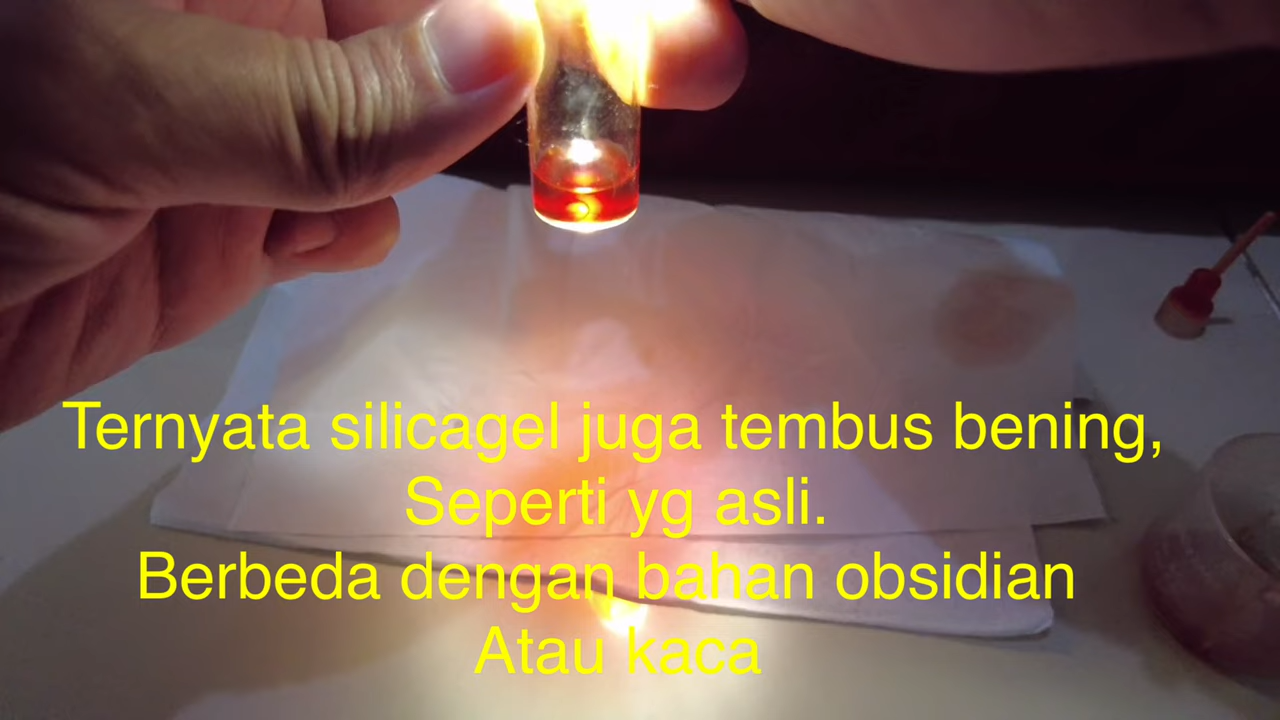 Ternyata silicagel juga tembus bening,
Seperti yg asli.
Berbeda dengan bahan obsidian
Atau kaca